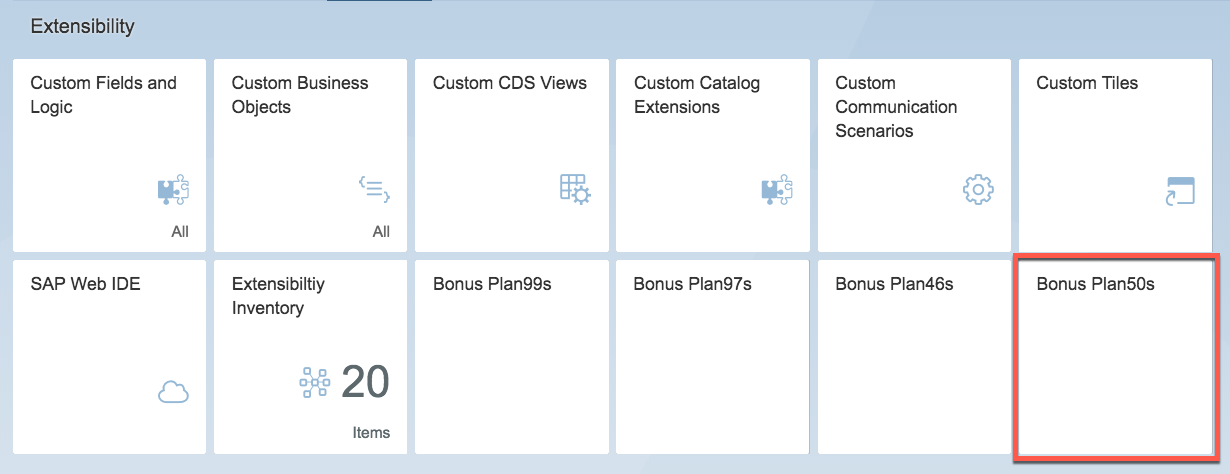 Extensibility
Custom Fields and
Logic
All
Custom Business
Objects
All
Custom CDS Views
Custom Catalog
Extensions
Custom
Communication
Scenarios
Custom Tiles
SAP Web IDE
Extensibiltiy
Inventory
20
Items
Bonus Plan99s
Bonus Plan97s
Bonus Plan46s
Bonus Plan50s